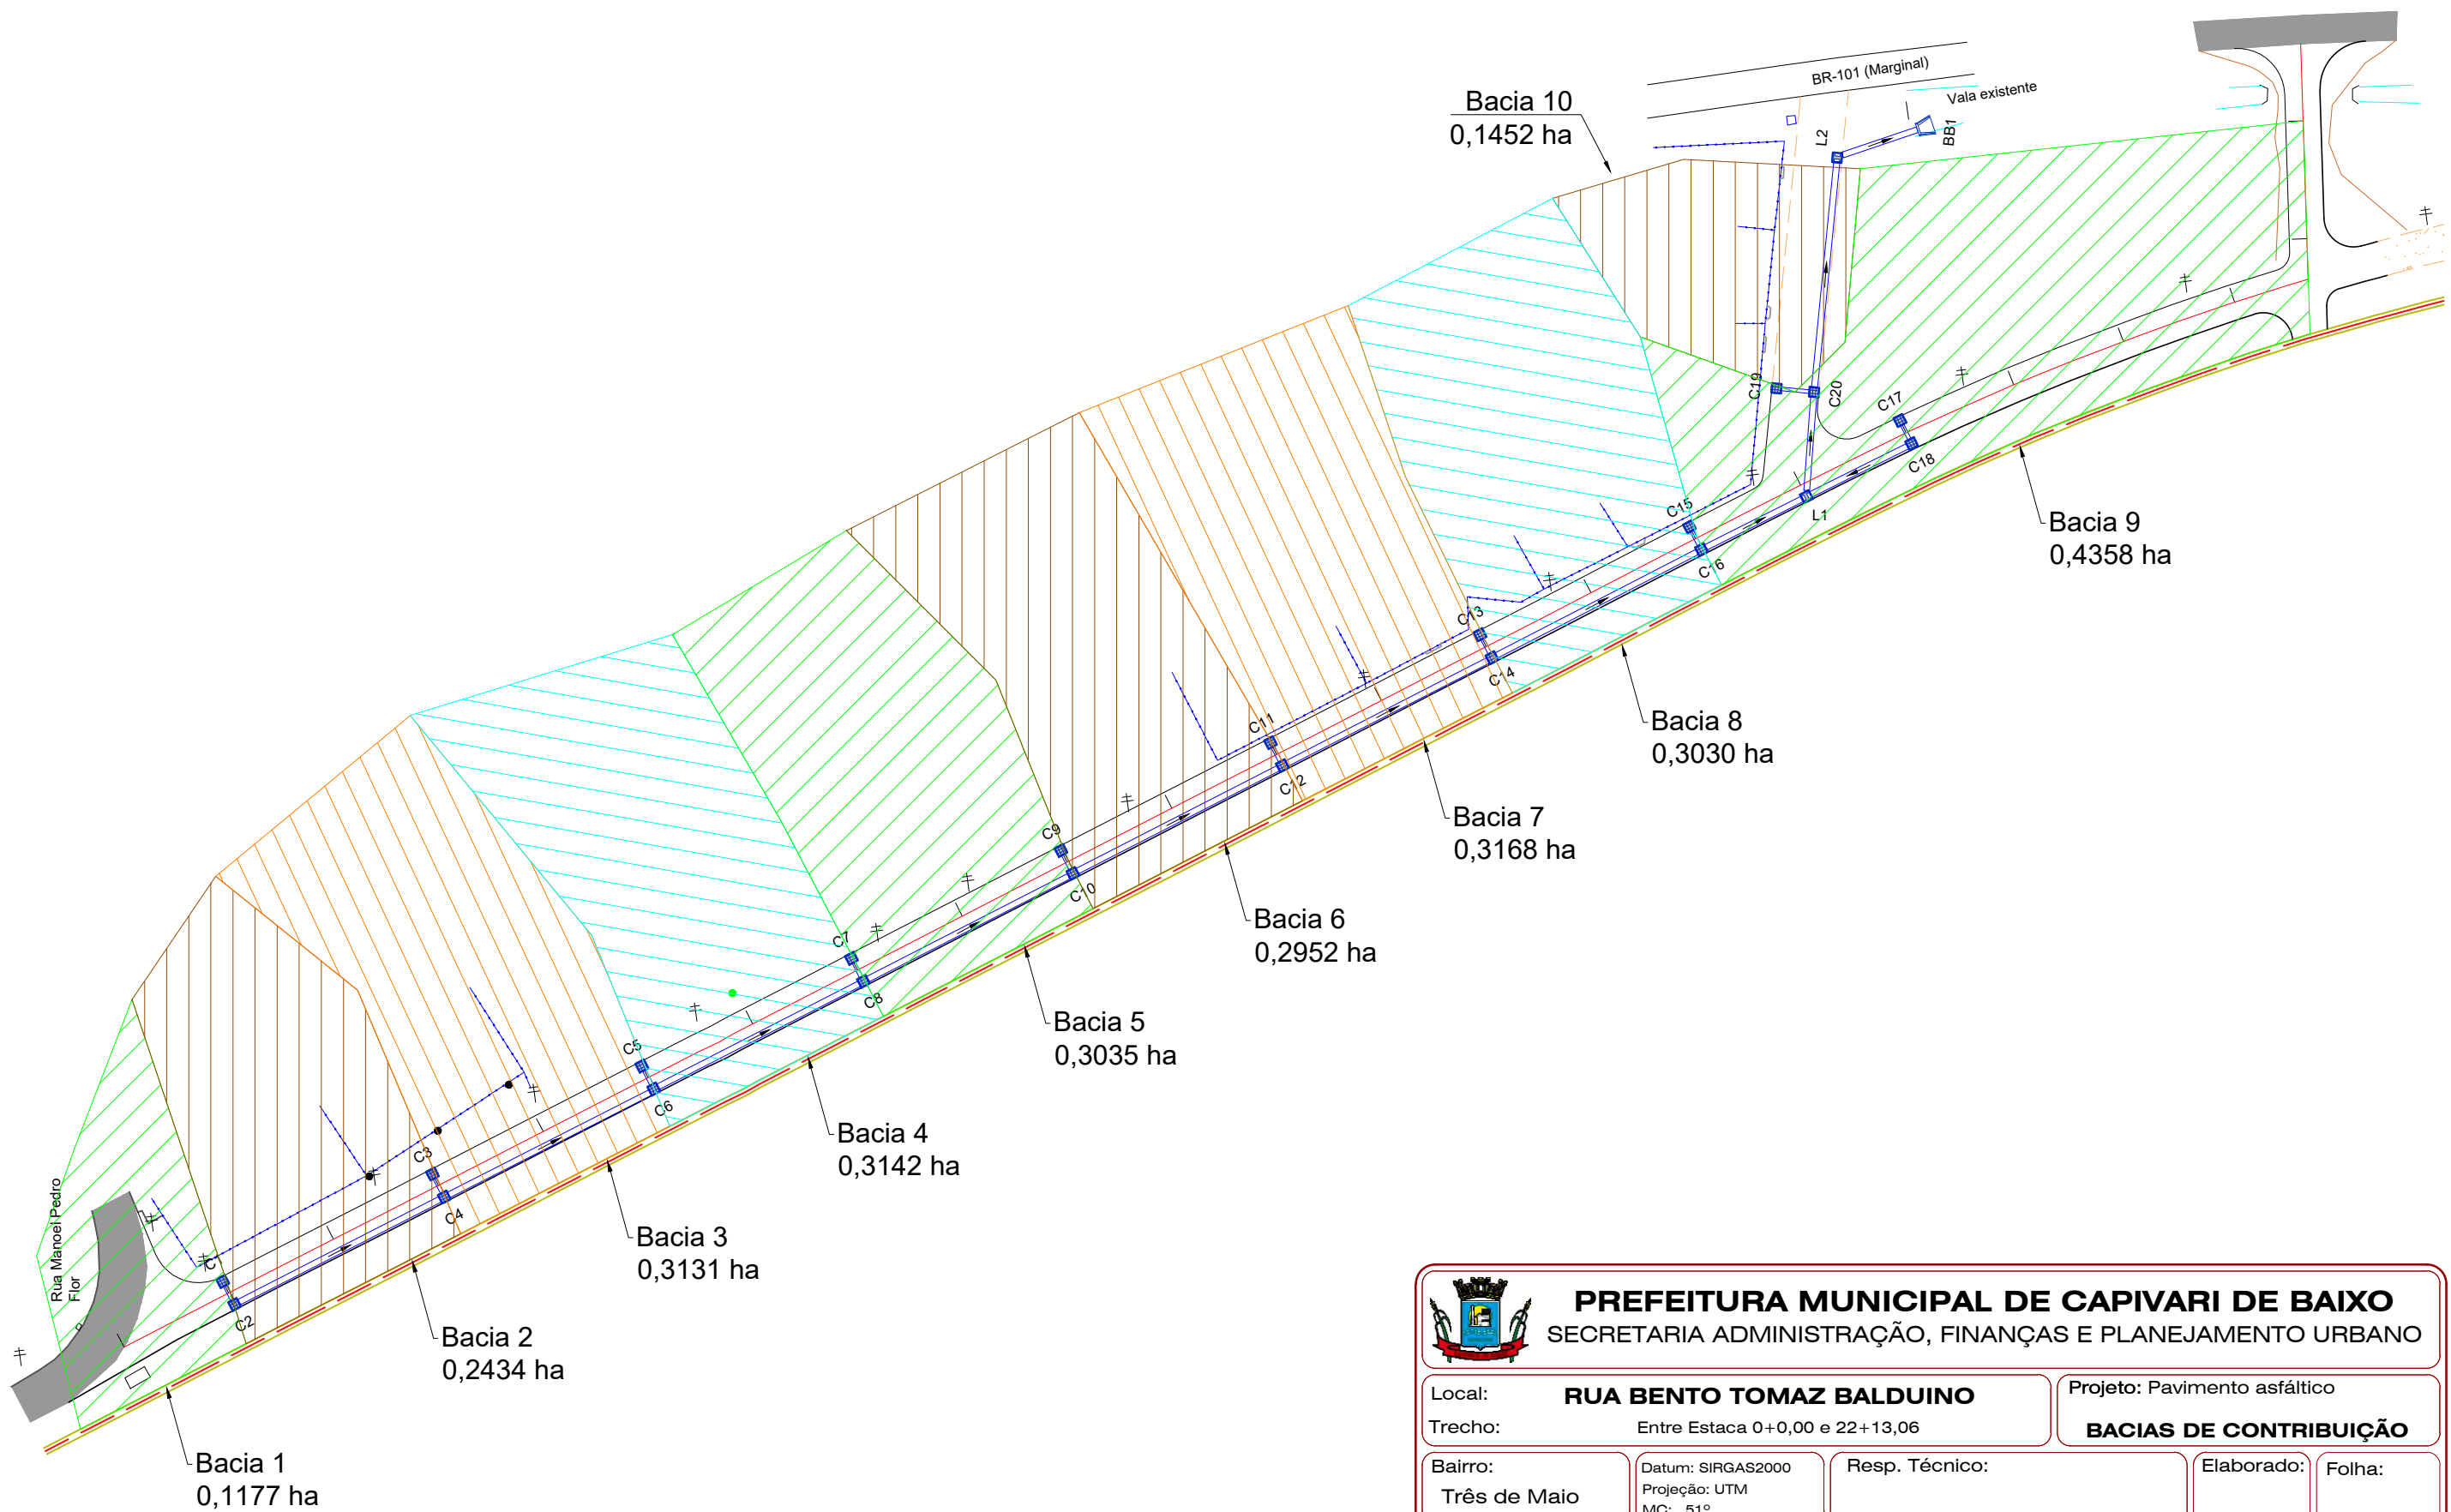 BR-101 (Marginal)
Vala existente
Bacia 10
0,1452 ha
L2
BB1
C19
C20
C17
C18
L1
C15
C16
Bacia 9
0,4358 ha
C13
C14
Bacia 8
0,3030 ha
C11
C12
Bacia 7
0,3168 ha
C9
C10
Bacia 6
0,2952 ha
C7
C8
Bacia 5
0,3035 ha
C5
C6
Bacia 4
0,3142 ha
C3
C4
Bacia 3
0,3131 ha
Rua Manoel Pedro
Flor
C2
Bacia 2
0,2434 ha
Bacia 1
0,1177 ha
PREFEITURA MUNICIPAL DE CAPIVARI DE BAIXO
SECRETARIA ADMINISTRAÇÃO, FINANÇAS E PLANEJAMENTO URBANO
Local: RUA BENTO TOMAZ BALDUINO
Trecho: Entre Estaca 0+0,00 e 22+13,06
Projeto: Pavimento asfáltico
BACIAS DE CONTRIBUIÇÃO
Bairro:
Três de Maio
Datum: SIRGAS2000
Projeção: UTM
MC: 51º
Resp. Técnico:
Elaborado:
Folha: